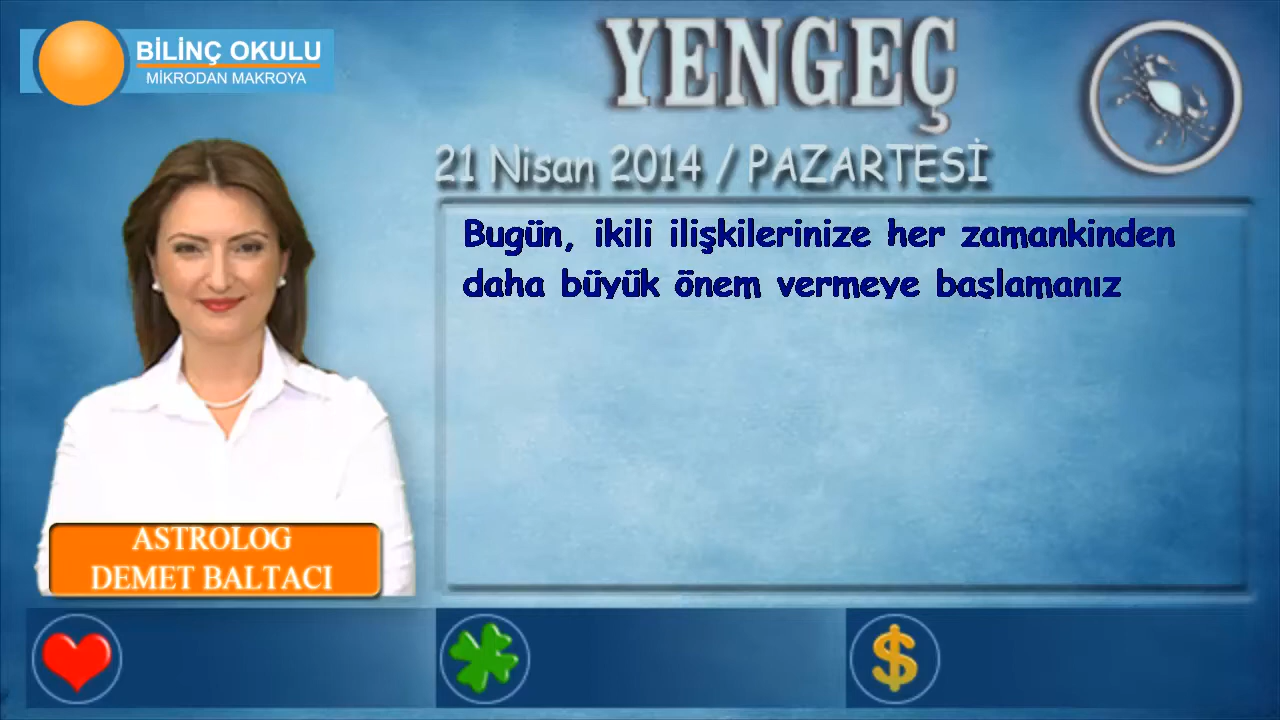 BİLİNÇ OKULU
MİKRODAN MAKROYA
YENGEÇ
21 Nisan 2014 / PAZARTESİ
Bugün, ikili ilişkilerinize her zamankinden
daha büyük önem vermeye başlamanız
ASTROLOG
DEMET BALTACI